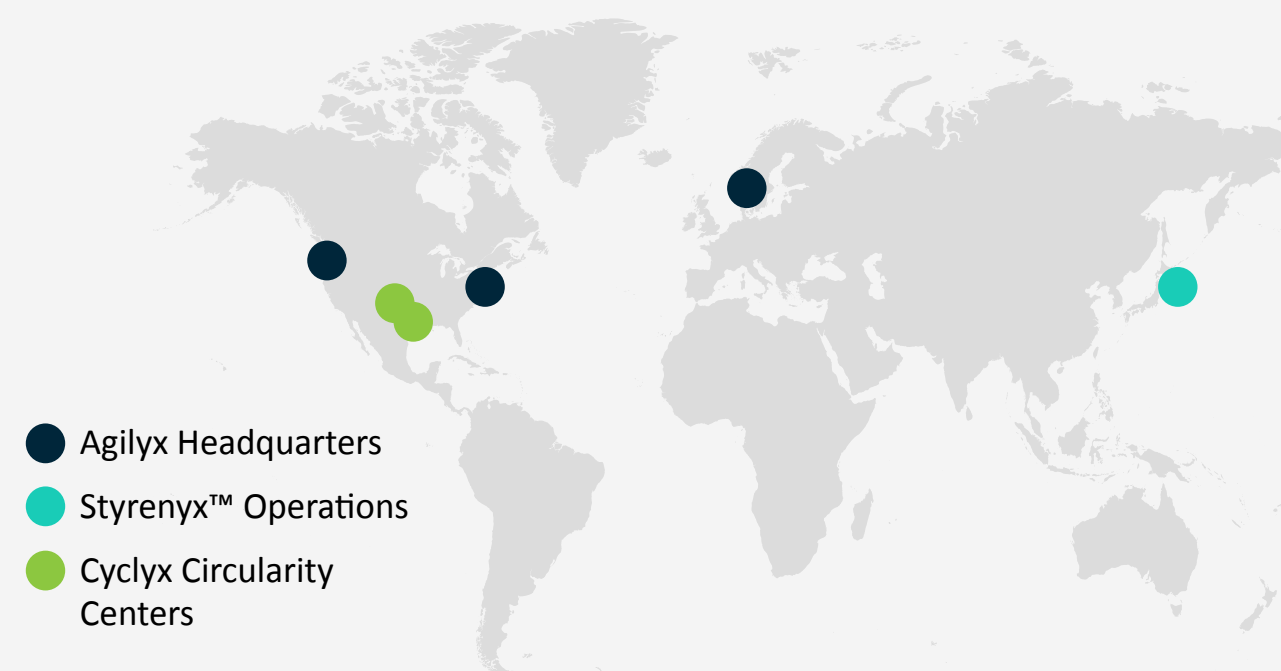 Agilyx Headquarters
Styrenyx™ Operations
Cyclyx Circularity
Centers